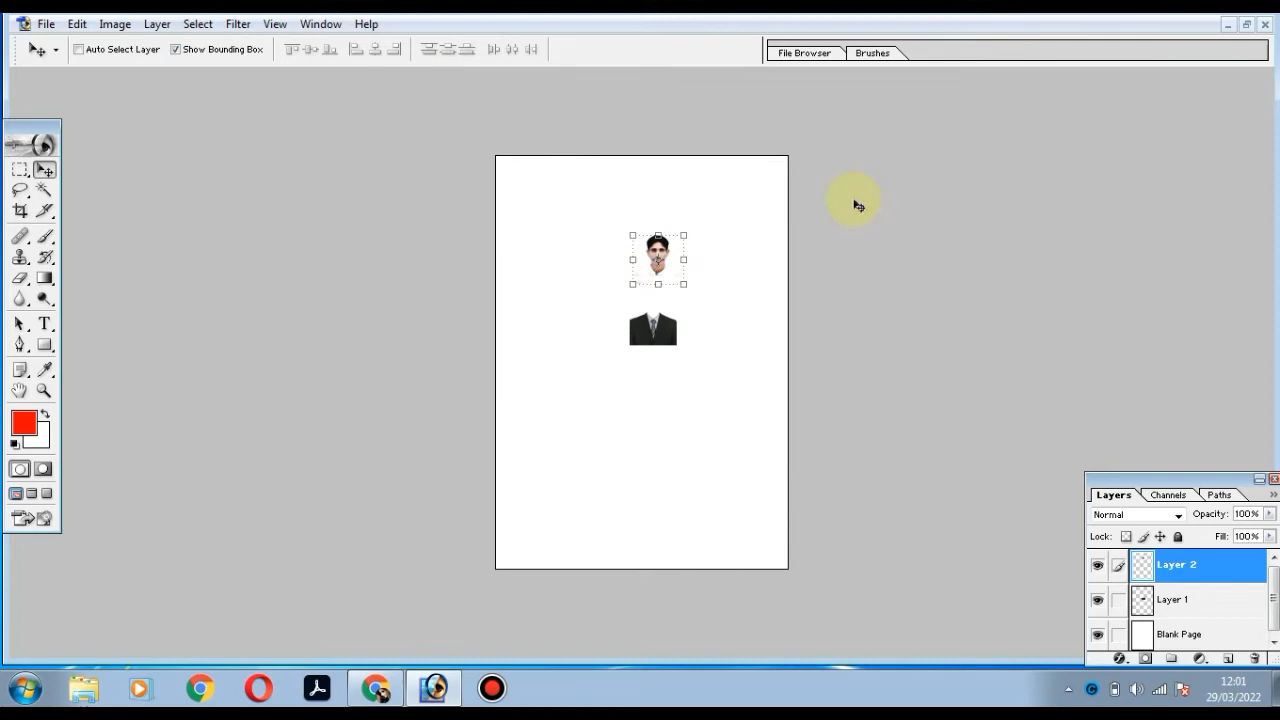 File Edit Image Layer Select Filter View Window Help
Auto Select Layer Show Bounding Box File Browser Brushes
T
Layers Channels Paths
Normal Opacity: 100%
Lock: Fill: 100%
Layer 2
Layer 1
Blank Page
12:01
29/03/2022